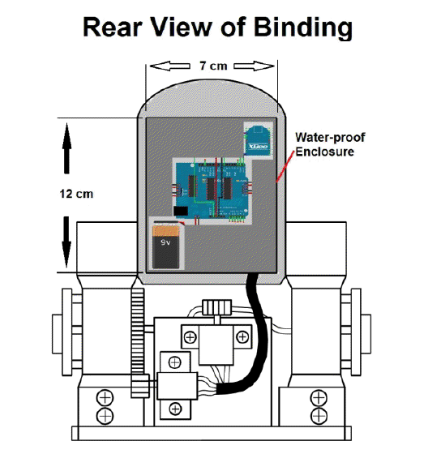 Rear View of Binding
7 cm
Water-proof
Enclosure
12 cm
9V